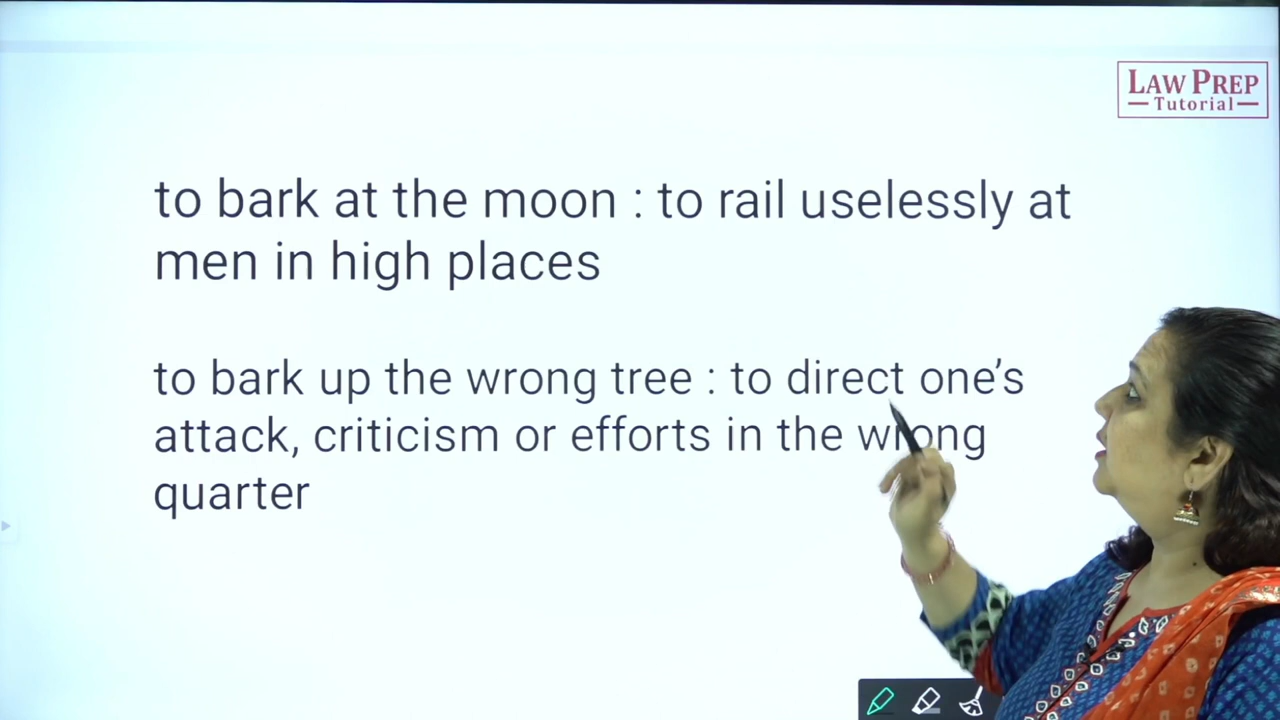 LAW PREP
Tutorial
to bark at the moon : to rail uselessly at
men in high places
to bark up the wrong tree : to direct one's
attack, criticism or efforts in the wrong
quarter